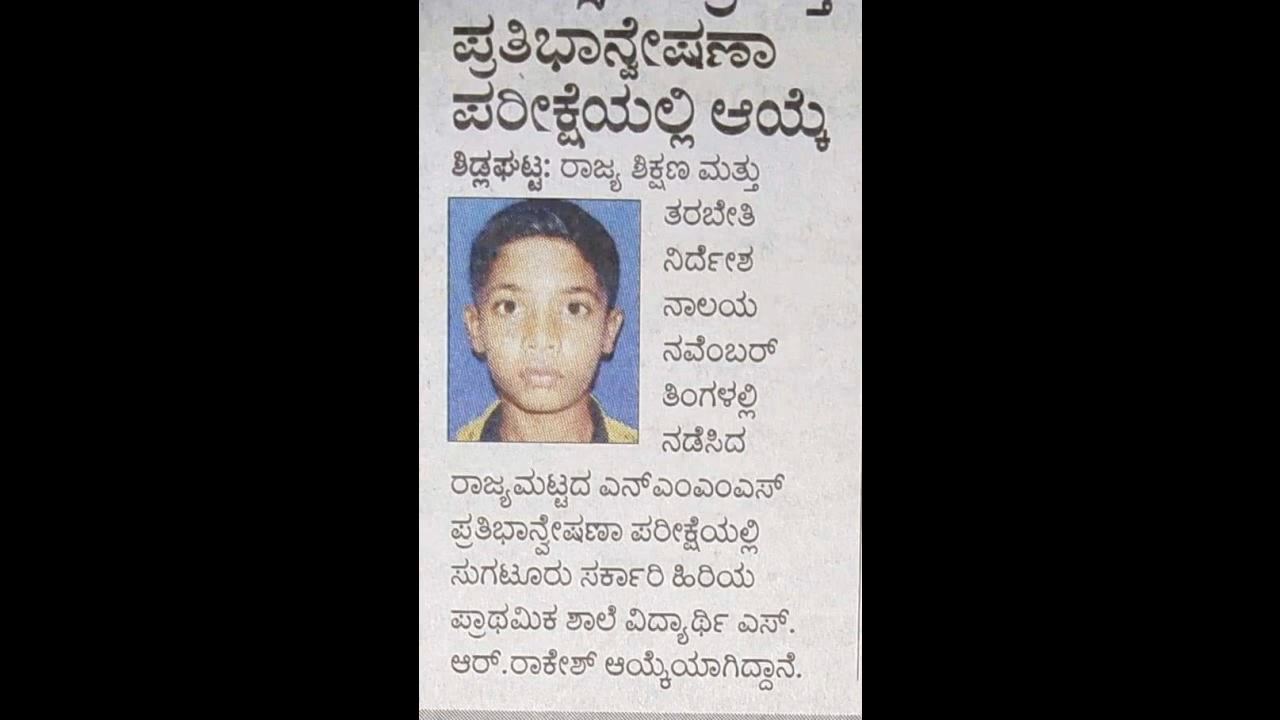 ಪ್ರತಿಭಾನ್ವೇಷಣಾ
ಪರೀಕ್ಷೆಯಲ್ಲಿ ಆಯ್ಕೆ
ಶಿಡ್ಲಘಟ್ಟ: ರಾಜ್ಯ ಶಿಕ್ಷಣ ಮತ್ತು
ತರಬೇತಿ
ನಿರ್ದೇಶ
ನಾಲಯ
ನವೆಂಬರ್
ತಿಂಗಳಲ್ಲಿ
ನಡೆಸಿದ
ರಾಜ್ಯಮಟ್ಟದ ಎನ್ಎಂಎಂಎಸ್
ಪ್ರತಿಭಾನ್ವೇಷಣಾ ಪರೀಕ್ಷೆಯಲ್ಲಿ
ಸುಗಟೂರು ಸರ್ಕಾರಿ ಹಿರಿಯ
ಪ್ರಾಥಮಿಕ ಶಾಲೆ ವಿದ್ಯಾರ್ಥಿ ಎಸ್.
ಆರ್.ರಾಕೇಶ್ ಆಯ್ಕೆಯಾಗಿದ್ದಾನೆ.